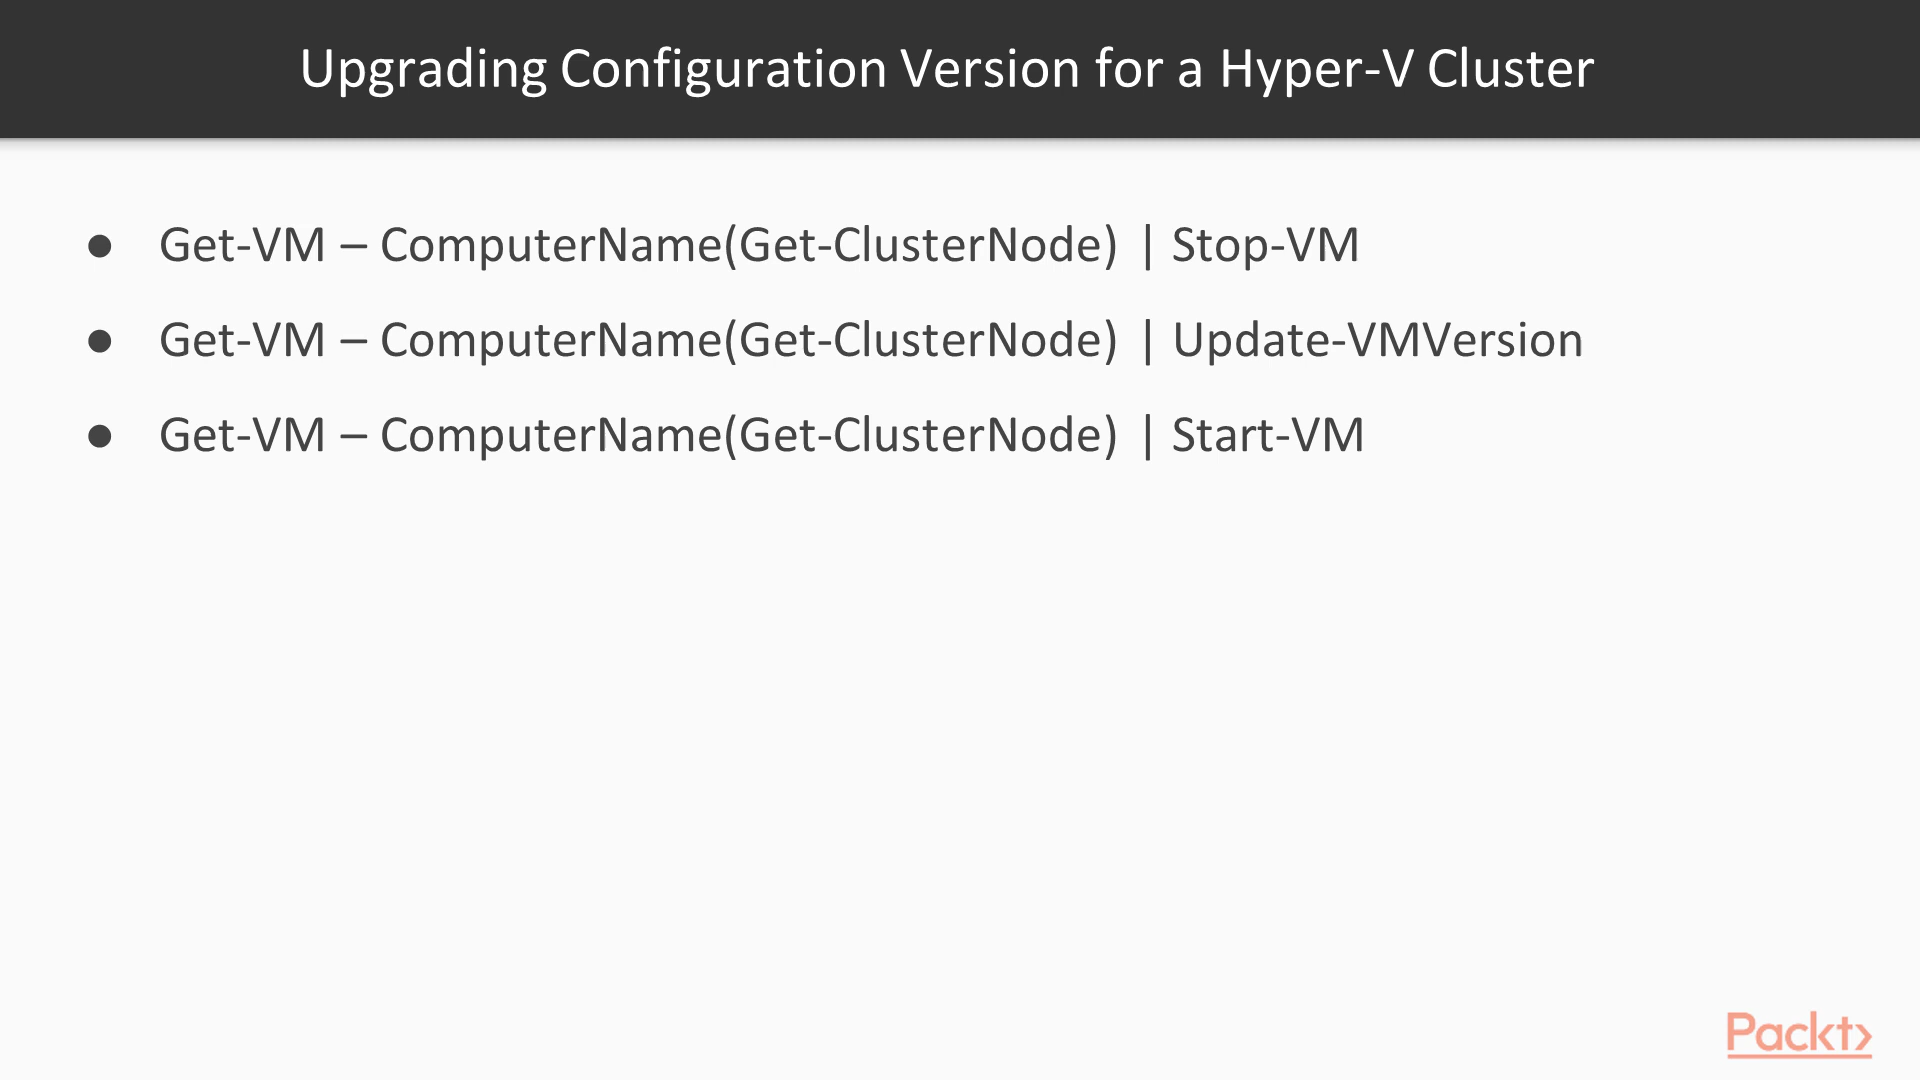 Upgrading Configuration Version for a Hyper-V Cluster
● Get-VM – ComputerName(Get-ClusterNode) | Stop-VM
● Get-VM – ComputerName(Get-ClusterNode) | Update-VMVersion
● Get-VM – ComputerName(Get-ClusterNode) | Start-VM
Packt>